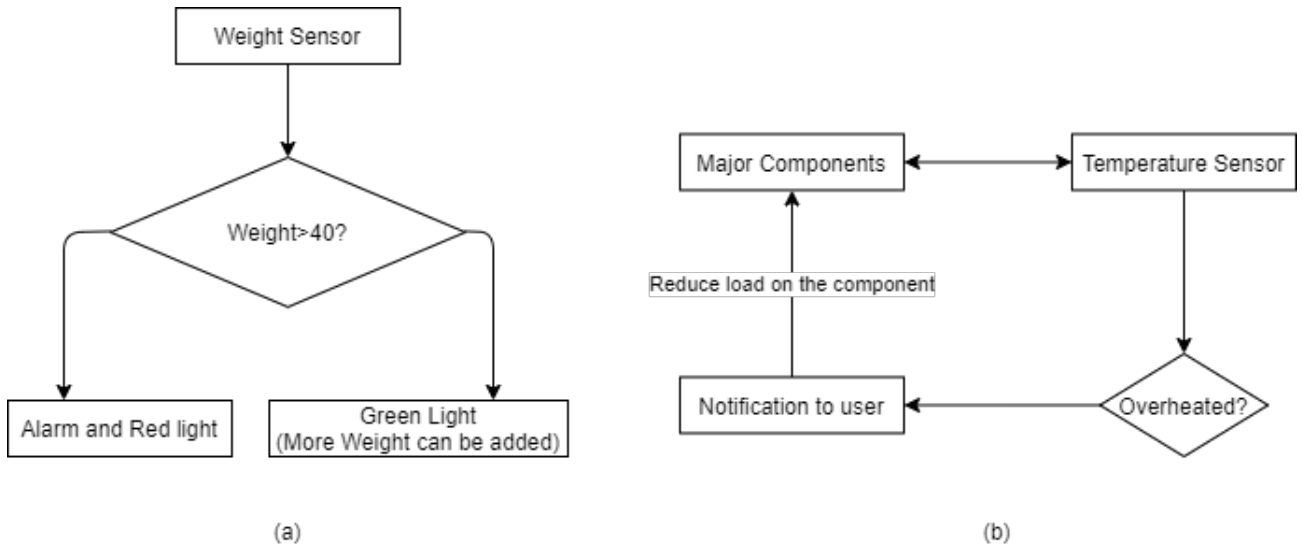 Weight Sensor
Weight>40?
Alarm and Red light
Green Light
(More Weight can be added)
(a)
Major Components
Temperature Sensor
Reduce load on the component
Notification to user
Overheated?
(b)